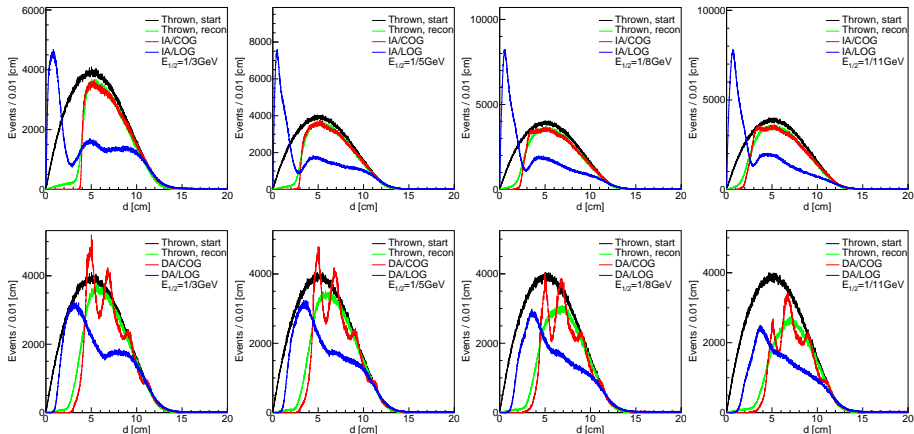 Events / 0.01 [cm]
6000
4000
2000
0
Thrown, start
Thrown, recon
IA/COG
IA/LOG
E1/2=1/3GeV
0 5 10 15 20
d [cm]
Events / 0.01 [cm]
8000
6000
4000
2000
0
Thrown, start
Thrown, recon
IA/COG
IA/LOG
E1/2=1/5GeV
0 5 10 15 20
d [cm]
Events / 0.01 [cm]
10000
5000
0
Thrown, start
Thrown, recon
IA/COG
IA/LOG
E1/2=1/8GeV
0 5 10 15 20
d [cm]
Events / 0.01 [cm]
10000
5000
0
Thrown, start
Thrown, recon
IA/COG
IA/LOG
E1/2=1/11GeV
0 5 10 15 20
d [cm]
Events / 0.01 [cm]
4000
2000
0
Thrown, start
Thrown, recon
DA/COG
DA/LOG
E1/2=1/3GeV
0 5 10 15 20
d [cm]
Events / 0.01 [cm]
4000
2000
0
Thrown, start
Thrown, recon
DA/COG
DA/LOG
E1/2=1/5GeV
0 5 10 15 20
d [cm]
Events / 0.01 [cm]
4000
2000
0
Thrown, start
Thrown, recon
DA/COG
DA/LOG
E1/2=1/8GeV
0 5 10 15 20
d [cm]
Events / 0.01 [cm]
4000
2000
0
Thrown, start
Thrown, recon
DA/COG
DA/LOG
E1/2=1/11GeV
0 5 10 15 20
d [cm]